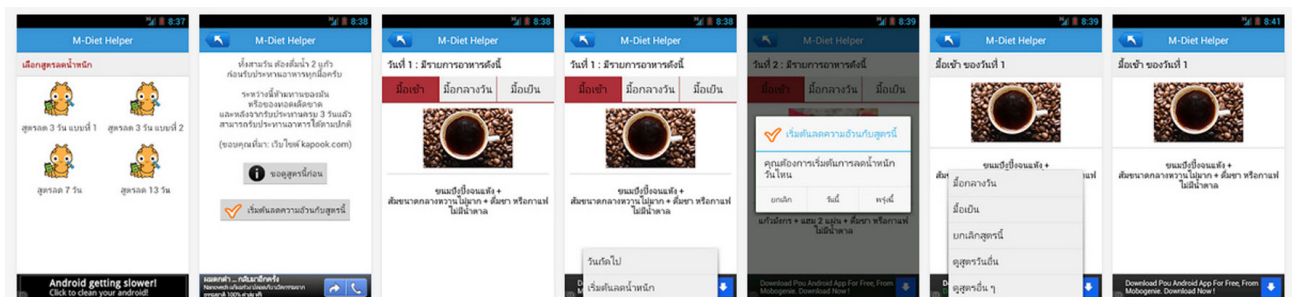 8:37
M-Diet Helper
เลือกสูตรลดน้ำหนัก
สูตรลด 3 วัน แบบที่ 1
สูตรลด 3 วัน แบบที่ 2
สูตรลด 7 วัน
สูตรลด 13 วัน
Android getting slower!
Click to clean your android!
8:38
M-Diet Helper
ทั้งสามวัน ต้องดื่มน้ำ 2 แก้ว
ก่อนรับประทานอาหารทุกมื้อครับ
ระหว่างนี้ห้ามทานของมัน
หรือของทอดเด็ดขาด
และหลังจากรับประทานครบ 3 วันแล้ว
สามารถรับประทานอาหารได้ตามปกติ
(ขอบคุณที่มา: เว็บไซต์ kapook.com)
ขอดูสูตรนี้ก่อน
เริ่มต้นลดความอ้วนกับสูตรนี้
8:38
M-Diet Helper
วันที่ 1 : มีรายการอาหารดังนี้
มื้อเช้า
มื้อกลางวัน
มื้อเย็น
ขนมปังปิ้งจนแห้ง +
ส้มขนาดกลางหวานไม่มาก + ดื่มชา หรือกาแฟ
ไม่มีน้ำตาล
8:38
M-Diet Helper
วันที่ 1 : มีรายการอาหารดังนี้
มื้อเช้า
มื้อกลางวัน
มื้อเย็น
ขนมปังปิ้งจนแห้ง +
ส้มขนาดกลางหวานไม่มาก + ดื่มชา หรือกาแฟ
ไม่มีน้ำตาล
วันถัดไป
เริ่มต้นลดน้ำหนัก
8:39
M-Diet Helper
วันที่ 2 : มีรายการอาหารดังนี้
มื้อเช้า
มื้อกลางวัน
มื้อเย็น
เริ่มต้นลดความอ้วนกับสูตรนี้
คุณต้องการเริ่มต้นการลดน้ำหนัก
วันไหน
ยกเลิก
วันนี้
พรุ่งนี้
แก้วมังกร + แฮม 2 แผ่น + ดื่มชา หรือกาแฟ
ไม่มีน้ำตาล
Download Pou Android App For Free, From
Mobogenie. Download Now !
8:39
M-Diet Helper
มื้อเช้า ของวันที่ 1
ขนมปังปิ้งจนแห้ง +
มื้อกลางวัน
มื้อเย็น
ยกเลิกสูตรนี้
ดูสูตรวันอื่น
ดูสูตรอื่น ๆ
8:41
M-Diet Helper
มื้อเช้า ของวันที่ 1
ขนมปังปิ้งจนแห้ง +
ส้มขนาดกลางหวานไม่มาก + ดื่มชา หรือกาแฟ
ไม่มีน้ำตาล
Download Pou Android App For Free, From
Mobogenie. Download Now !